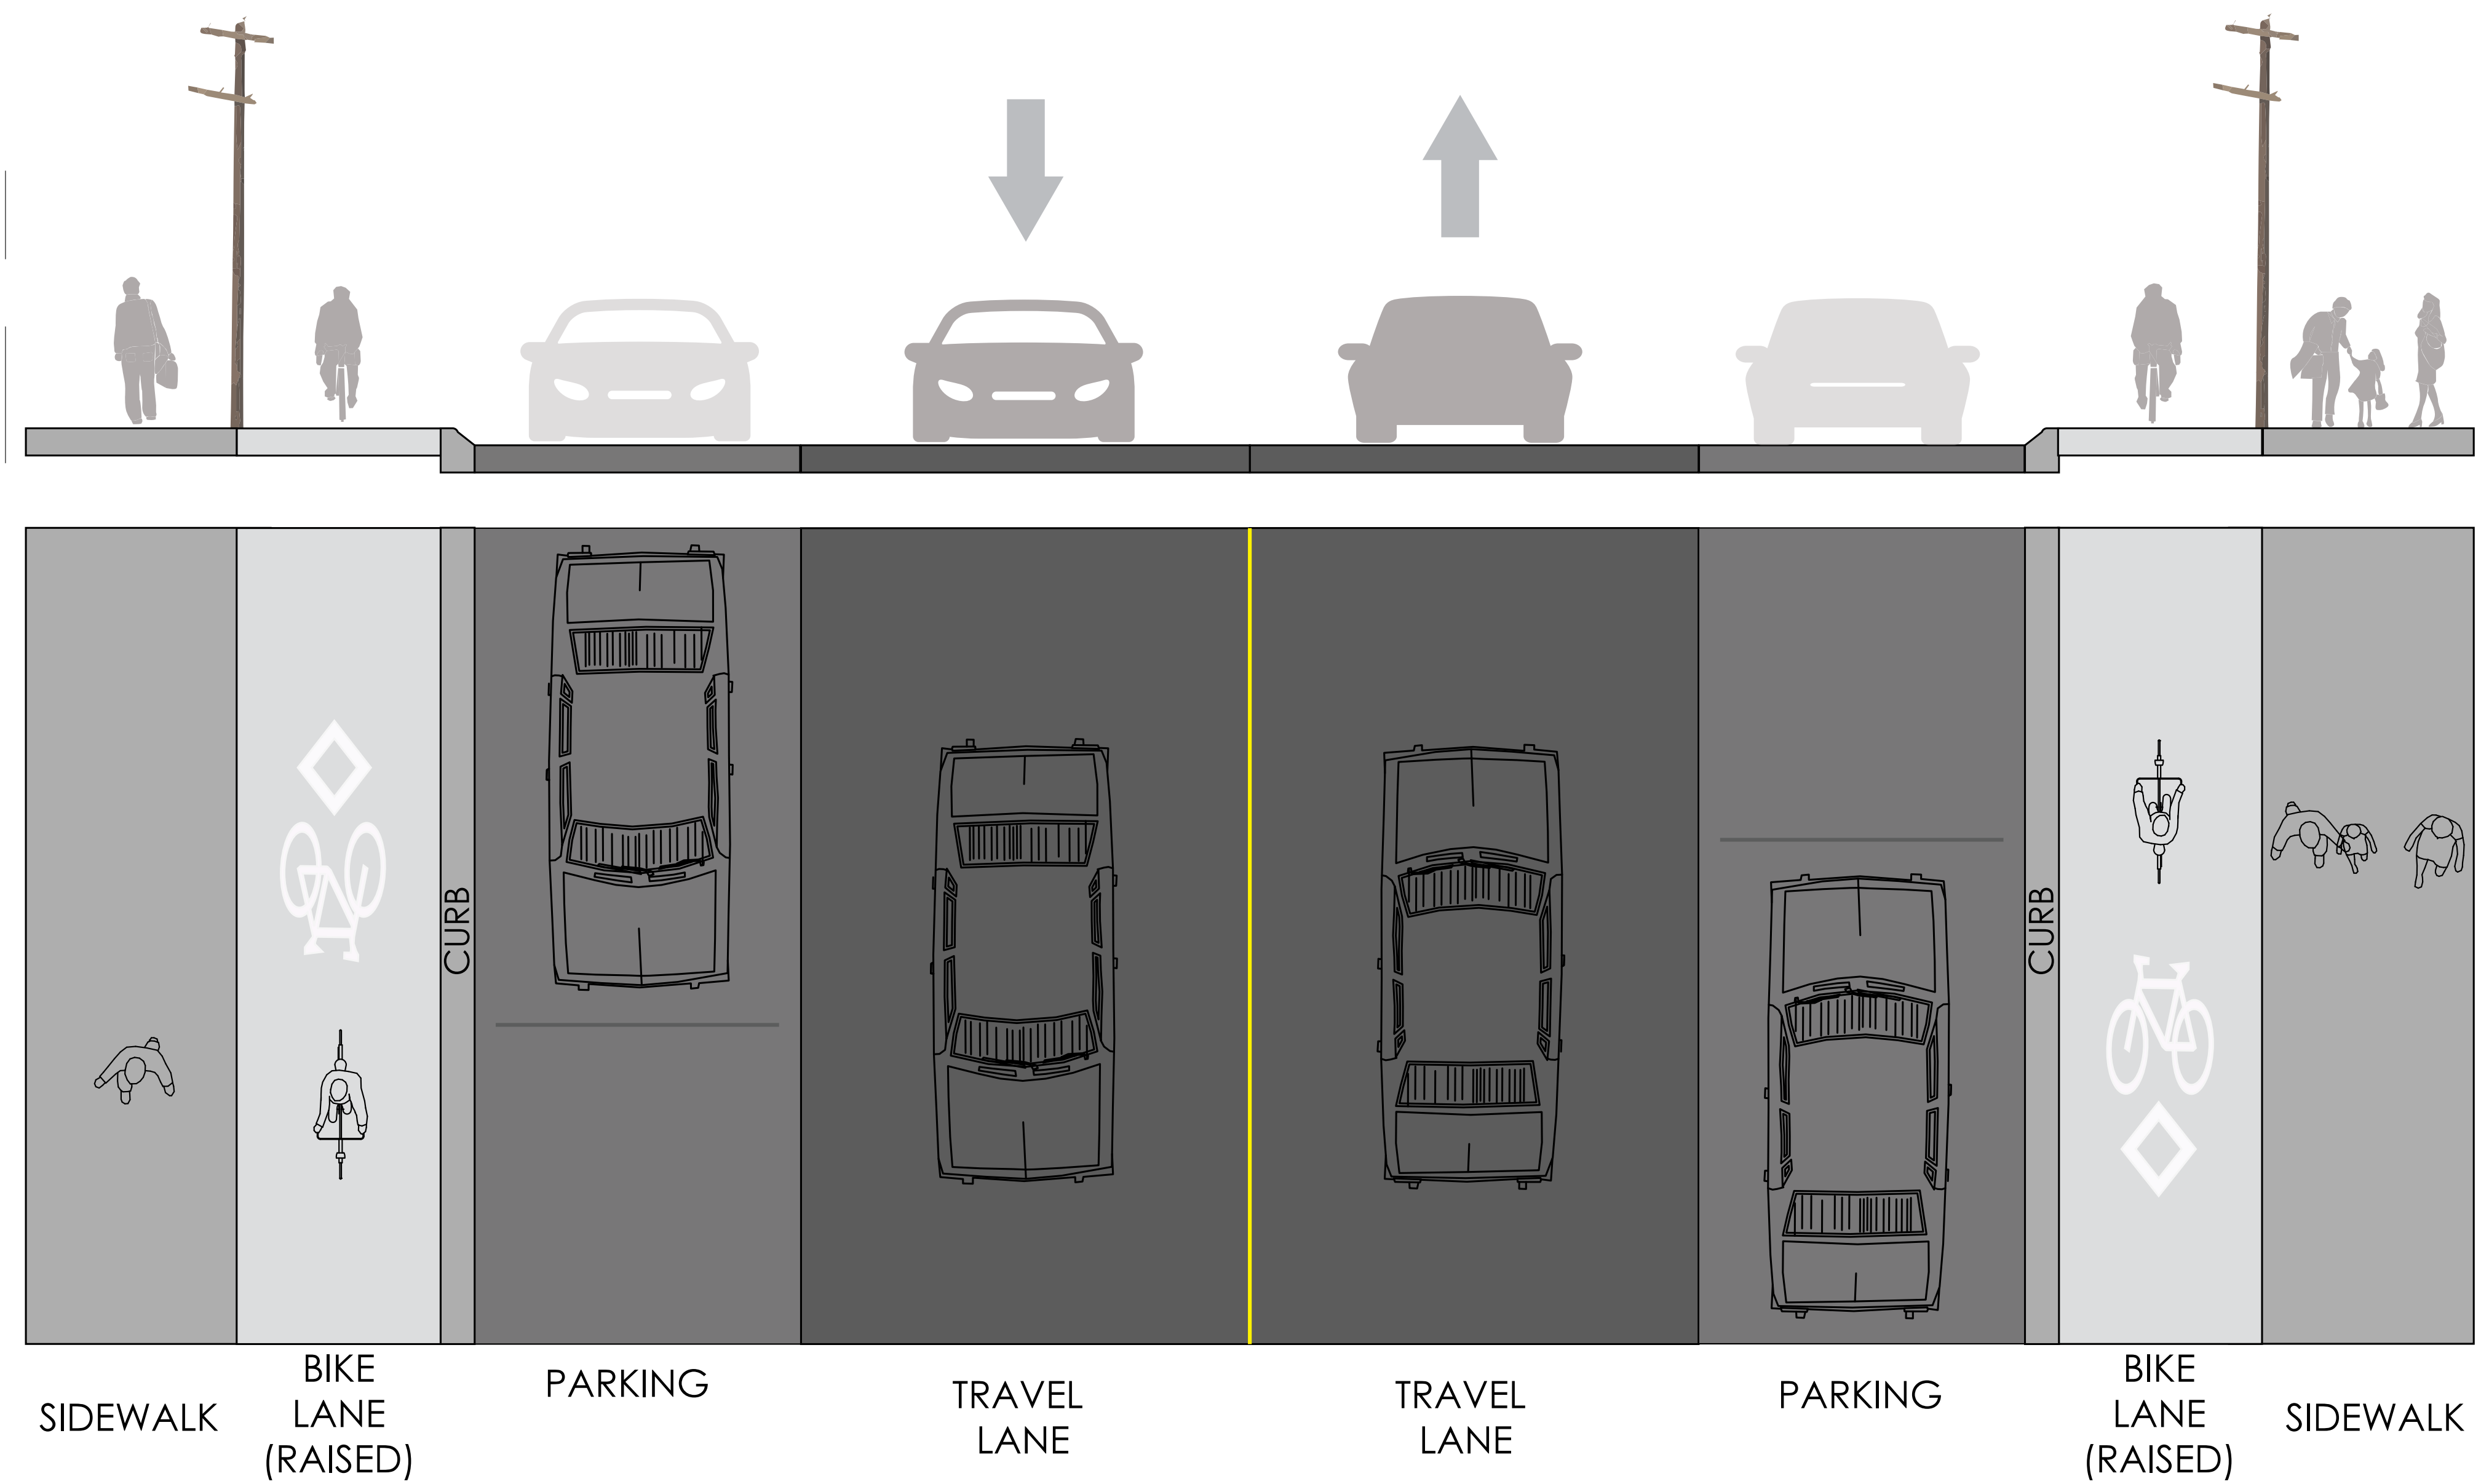 CURB
CURB
SIDEWALK
BIKE
LANE
(RAISED)
PARKING
TRAVEL
LANE
TRAVEL
LANE
PARKING
BIKE
LANE
(RAISED)
SIDEWALK